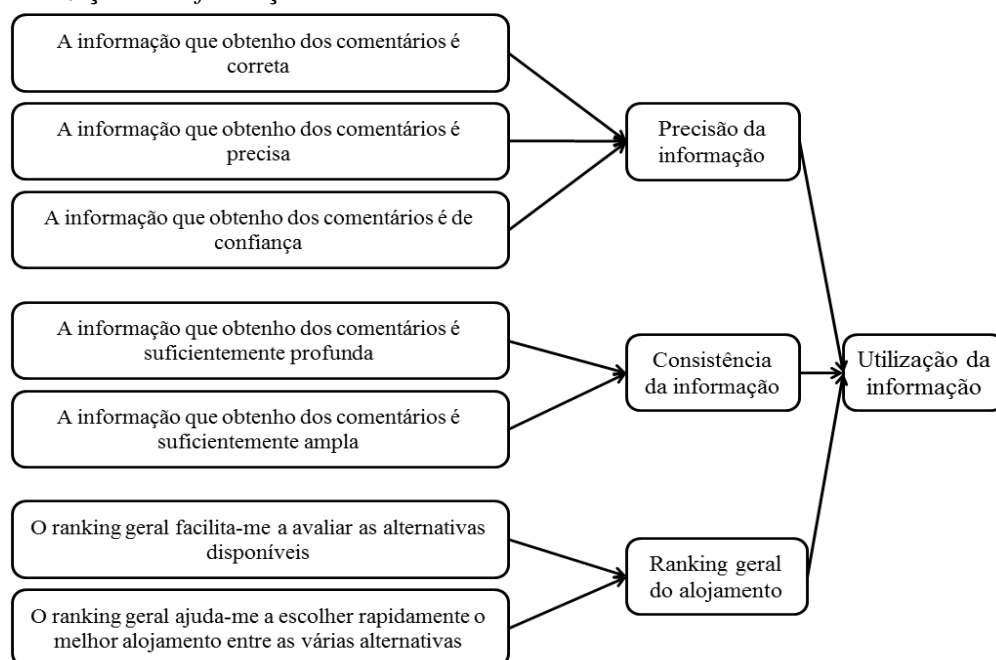 A informação que obtenho dos comentários é
correta
A informação que obtenho dos comentários é
precisa
A informação que obtenho dos comentários é de
confiança
Precisão da
informação
A informação que obtenho dos comentários é
suficientemente profunda
A informação que obtenho dos comentários é
suficientemente ampla
Consistência
da informação
Utilização da
informação
O ranking geral facilita-me a avaliar as alternativas
disponíveis
O ranking geral ajuda-me a escolher rapidamente o
melhor alojamento entre as várias alternativas
Ranking geral
do alojamento